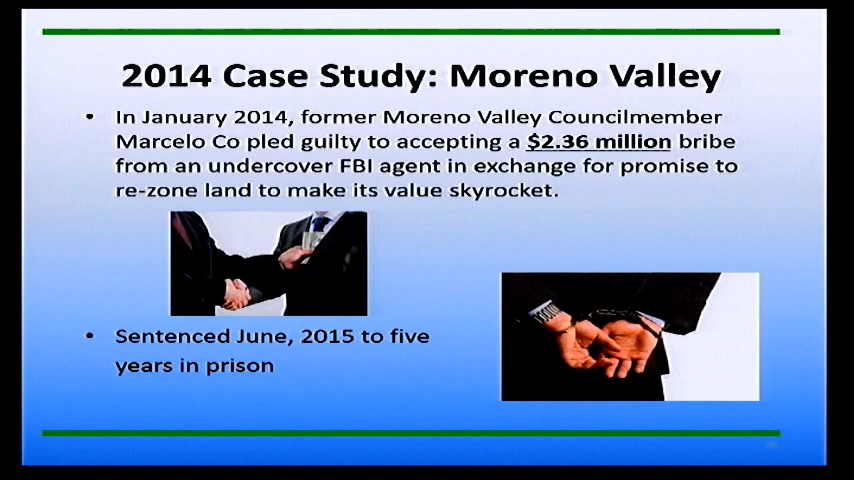 2014 Case Study: Moreno Valley
• In January 2014, former Moreno Valley Councilmember
Marcelo Co pled guilty to accepting a $2.36 million bribe
from an undercover FBI agent in exchange for promise to
re-zone land to make its value skyrocket.
• Sentenced June, 2015 to five
years in prison